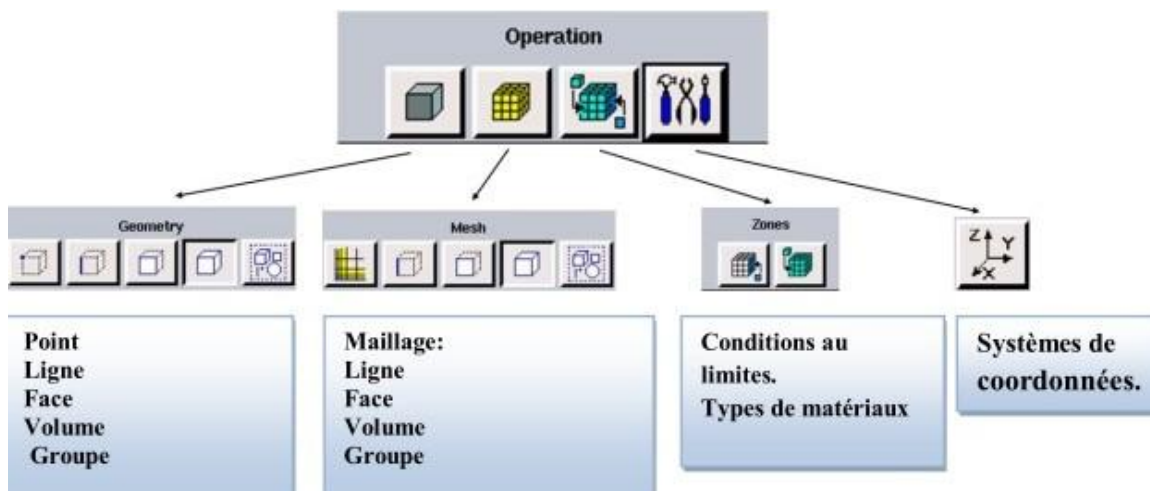 Operation
Geometry
Mesh
Zones
Z
Y
X
Point
Ligne
Face
Volume
Groupe
Maillage:
Ligne
Face
Volume
Groupe
Conditions au
limites.
Types de matériaux
Systèmes de
coordonnées.